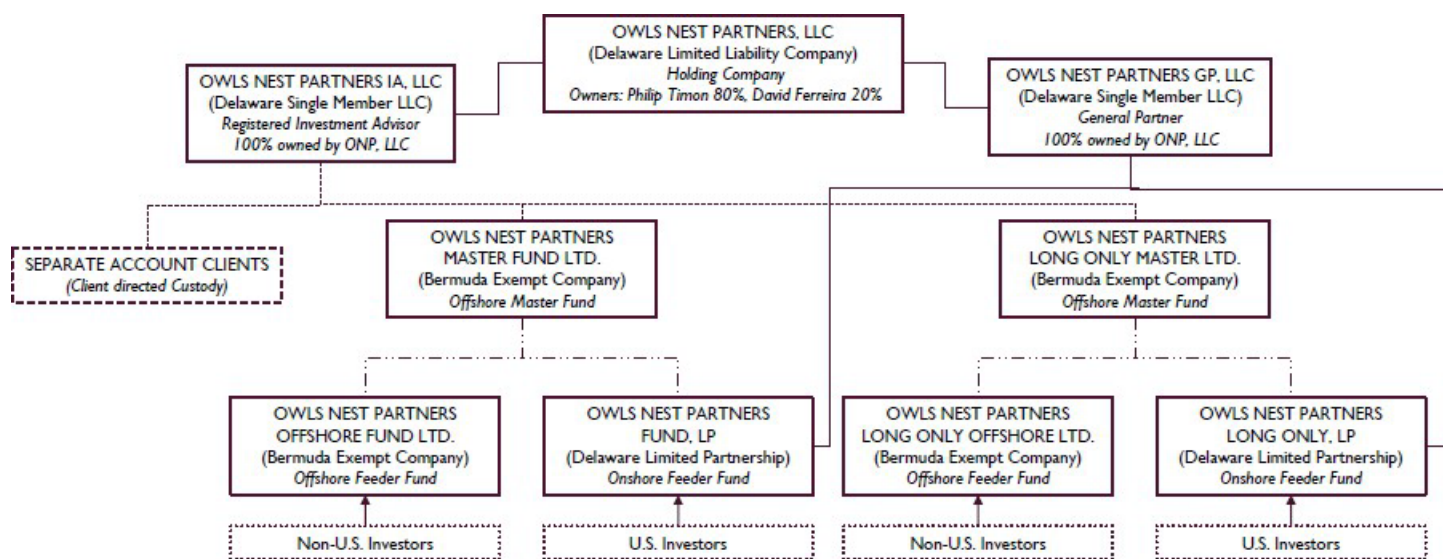 OWLS NEST PARTNERS, LLC
(Delaware Limited Liability Company)
Holding Company
Owners: Philip Timon 80%, David Ferreira 20%
OWLS NEST PARTNERS IA, LLC
(Delaware Single Member LLC)
Registered Investment Advisor
100% owned by ONP, LLC
OWLS NEST PARTNERS GP, LLC
(Delaware Single Member LLC)
General Partner
100% owned by ONP, LLC
SEPARATE ACCOUNT CLIENTS
(Client directed Custody)
OWLS NEST PARTNERS
MASTER FUND LTD.
(Bermuda Exempt Company)
Offshore Master Fund
OWLS NEST PARTNERS
LONG ONLY MASTER LTD.
(Bermuda Exempt Company)
Offshore Master Fund
OWLS NEST PARTNERS
OFFSHORE FUND LTD.
(Bermuda Exempt Company)
Offshore Feeder Fund
OWLS NEST PARTNERS
FUND, LP
(Delaware Limited Partnership)
Onshore Feeder Fund
OWLS NEST PARTNERS
LONG ONLY OFFSHORE LTD.
(Bermuda Exempt Company)
Offshore Feeder Fund
OWLS NEST PARTNERS
LONG ONLY, LP
(Delaware Limited Partnership)
Onshore Feeder Fund
Non-U.S. Investors
U.S. Investors
Non-U.S. Investors
U.S. Investors